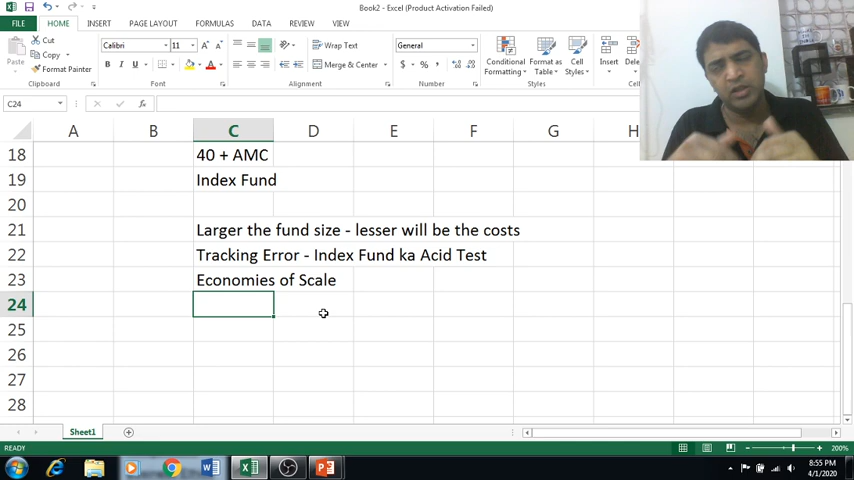 Book2 - Excel (Product Activation Failed)
FILE HOME INSERT PAGE LAYOUT FORMULAS DATA REVIEW VIEW
Cut
Copy
Format Painter
Paste
Clipboard
Calibri 11
B I U
Font
Wrap Text
Merge & Center
Alignment
General
$ % ,
Number
Conditional Formatting
Format as Table
Cell Styles
Styles
Insert
C24
fx
A B C D E F G H
18 40 + AMC
19 Index Fund
20
21 Larger the fund size - lesser will be the costs
22 Tracking Error - Index Fund ka Acid Test
23 Economies of Scale
24
25
26
27
28
Sheet1
READY
200%
8:55 PM
4/1/2020